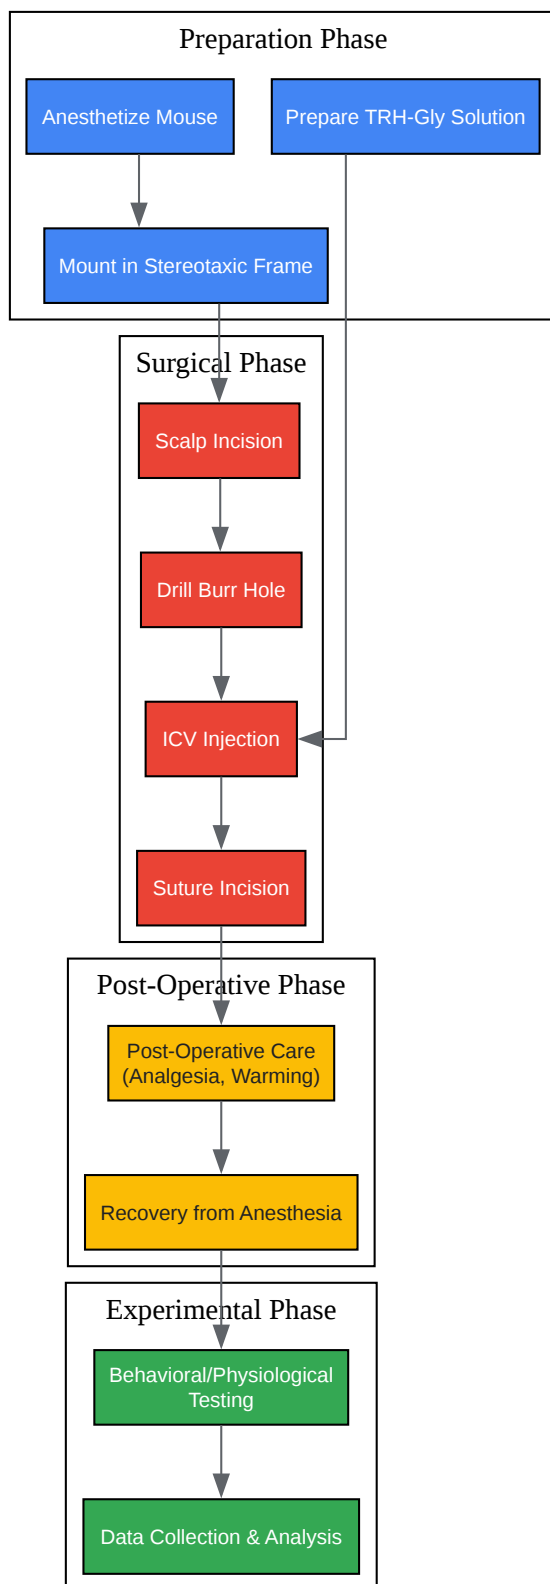 Preparation Phase
Anesthetize Mouse
Prepare TRH-Gly Solution
Mount in Stereotaxic Frame
Surgical Phase
Scalp Incision
Drill Burr Hole
ICV Injection
Suture Incision
Post-Operative Phase
Post-Operative Care
(Analgesia, Warming)
Recovery from Anesthesia
Experimental Phase
Behavioral/Physiological
Testing
Data Collection & Analysis